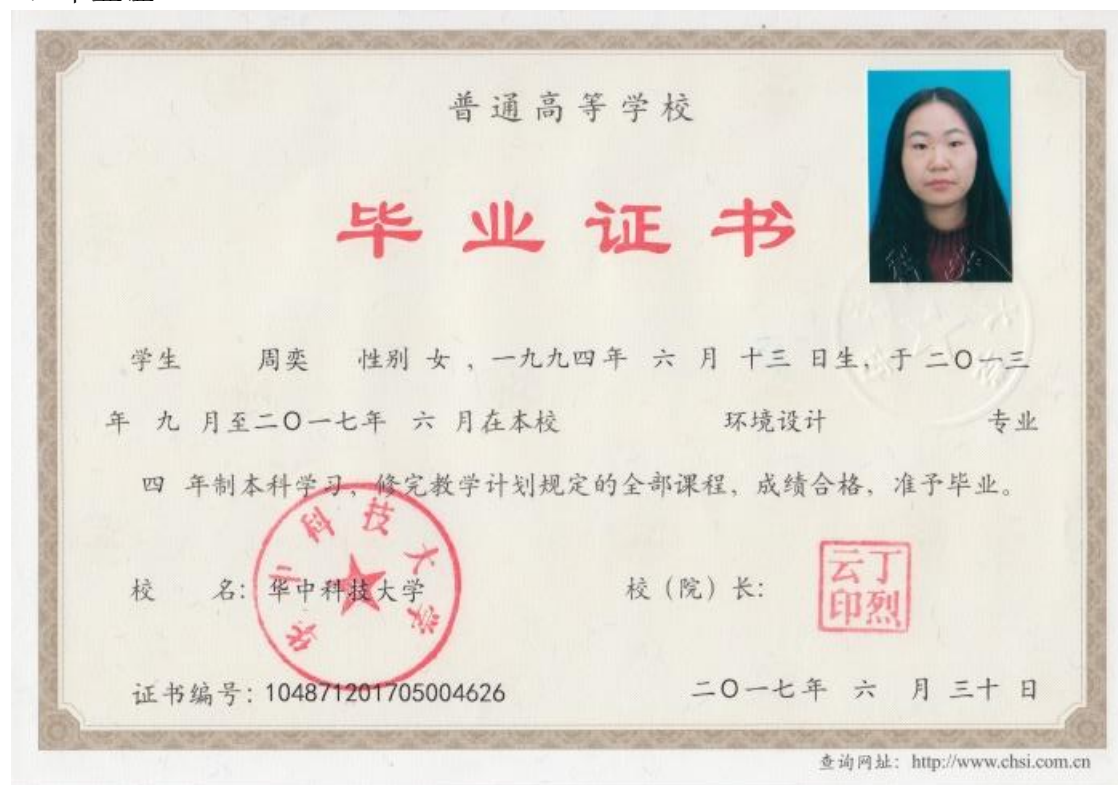 普通高等学校
毕业证书
学生 周奕 性别 女 ，一九九四年 六 月 十三 日生，于 二〇一三
年 九 月至二〇一七年 六 月在本校 环境设计 专业
四 年制本科学习，修完教学计划规定的全部课程，成绩合格，准予毕业。
华中科技大学
校 名：华中科技大学
校（院）长：
丁烈云印
证书编号：104871201705004626
二〇一七年 六 月 三十 日
查询网址：http://www.chsi.com.cn